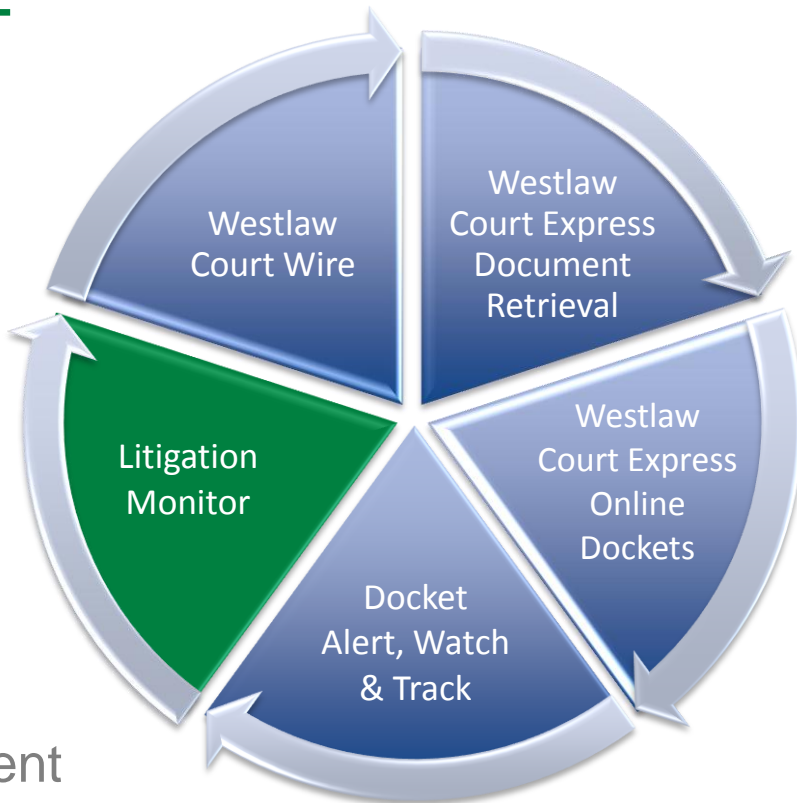 Westlaw
Court Wire
Westlaw
Court Express
Document
Retrieval
Westlaw
Court Express
Online
Dockets
Docket
Alert, Watch
& Track
Litigation
Monitor
ent